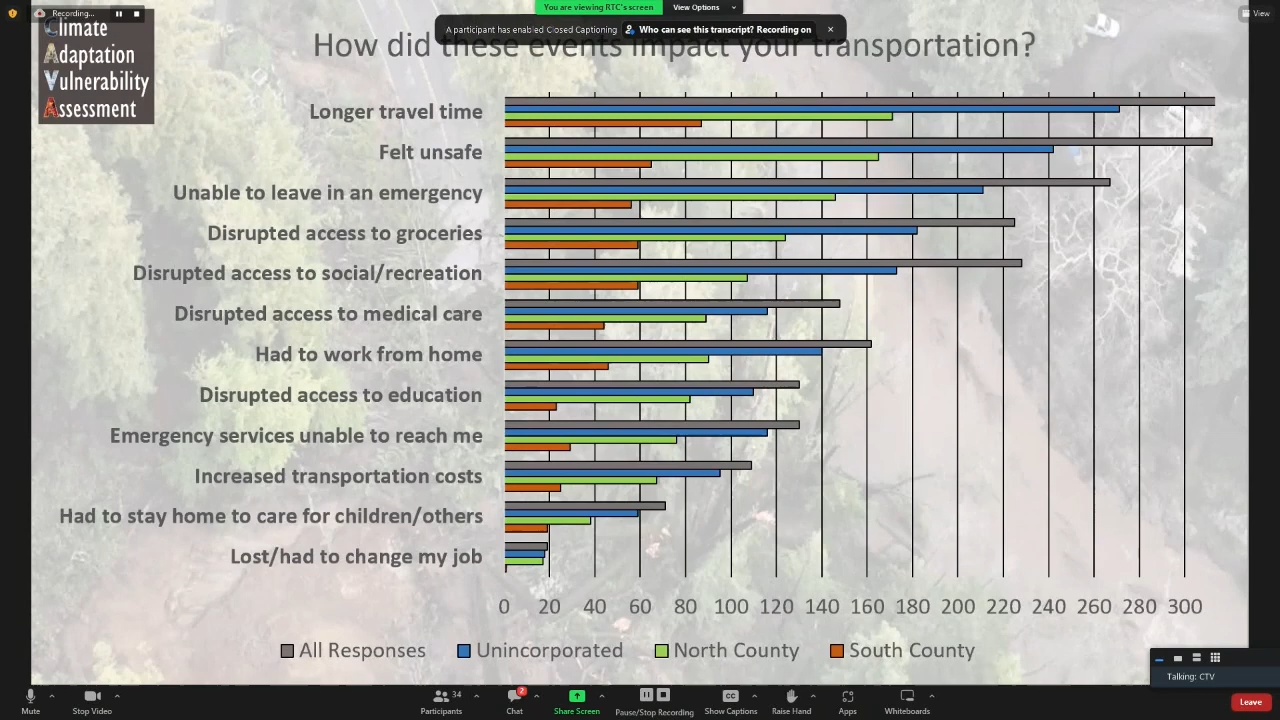 Recording...
You are viewing RTC's screen
View Options
View
A participant has enabled Closed Captioning
Who can see this transcript? Recording on
Climate
Adaptation
Vulnerability
Assessment
How did these events impact your transportation?
Longer travel time
Felt unsafe
Unable to leave in an emergency
Disrupted access to groceries
Disrupted access to social/recreation
Disrupted access to medical care
Had to work from home
Disrupted access to education
Emergency services unable to reach me
Increased transportation costs
Had to stay home to care for children/others
Lost/had to change my job
0 20 40 60 80 100 120 140 160 180 200 220 240 260 280 300
All Responses Unincorporated North County South County
Talking: CTV
34
2
CC
Mute
Stop Video
Participants
Chat
Share Screen
Pause/Stop Recording
Show Captions
Raise Hand
Apps
Whiteboards
Leave